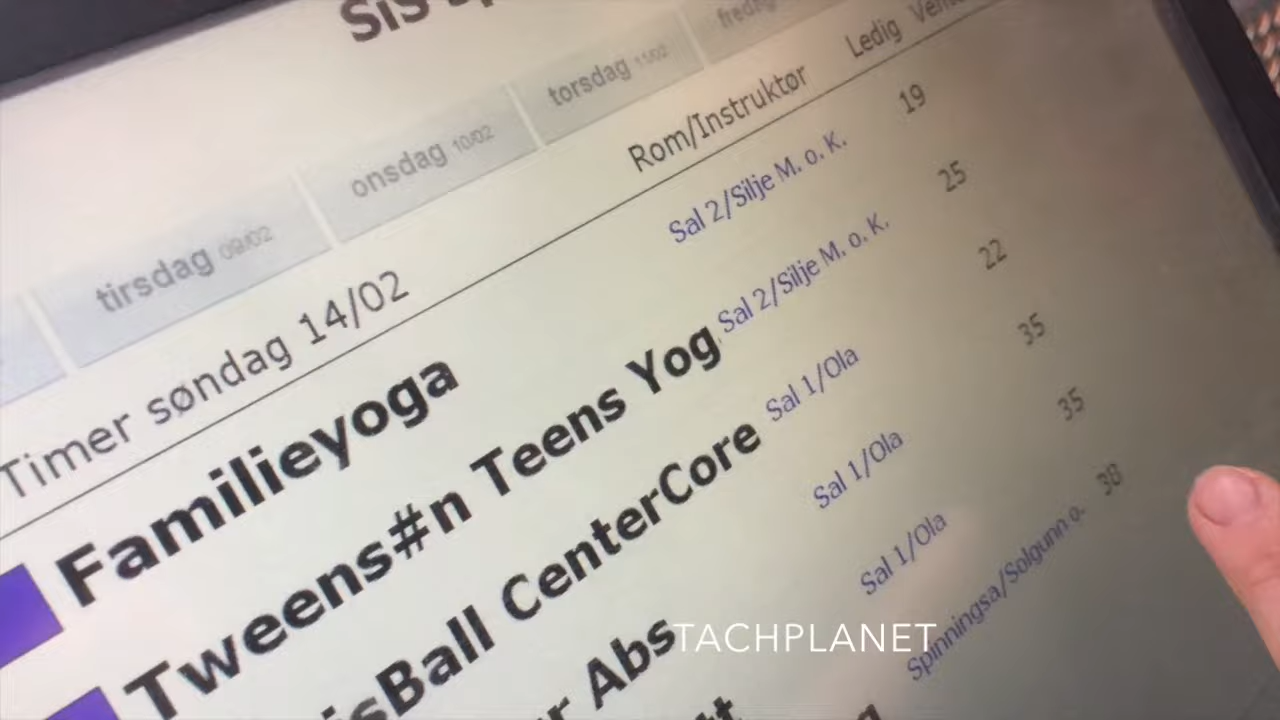 tirsdag 09/02 onsdag 10/02 torsdag 11/02 fredag
Timer søndag 14/02 Rom/Instruktør Ledig
Familieyoga Sal 2/Silje M. o. K. 19
Tweens#n Teens Yog Sal 2/Silje M. o. K. 25
isBall CenterCore Sal 1/Ola 22
Abs Sal 1/Ola 35
Sal 1/Ola 35
Spinningsa/Solgunn o. 38
TACHPLANET